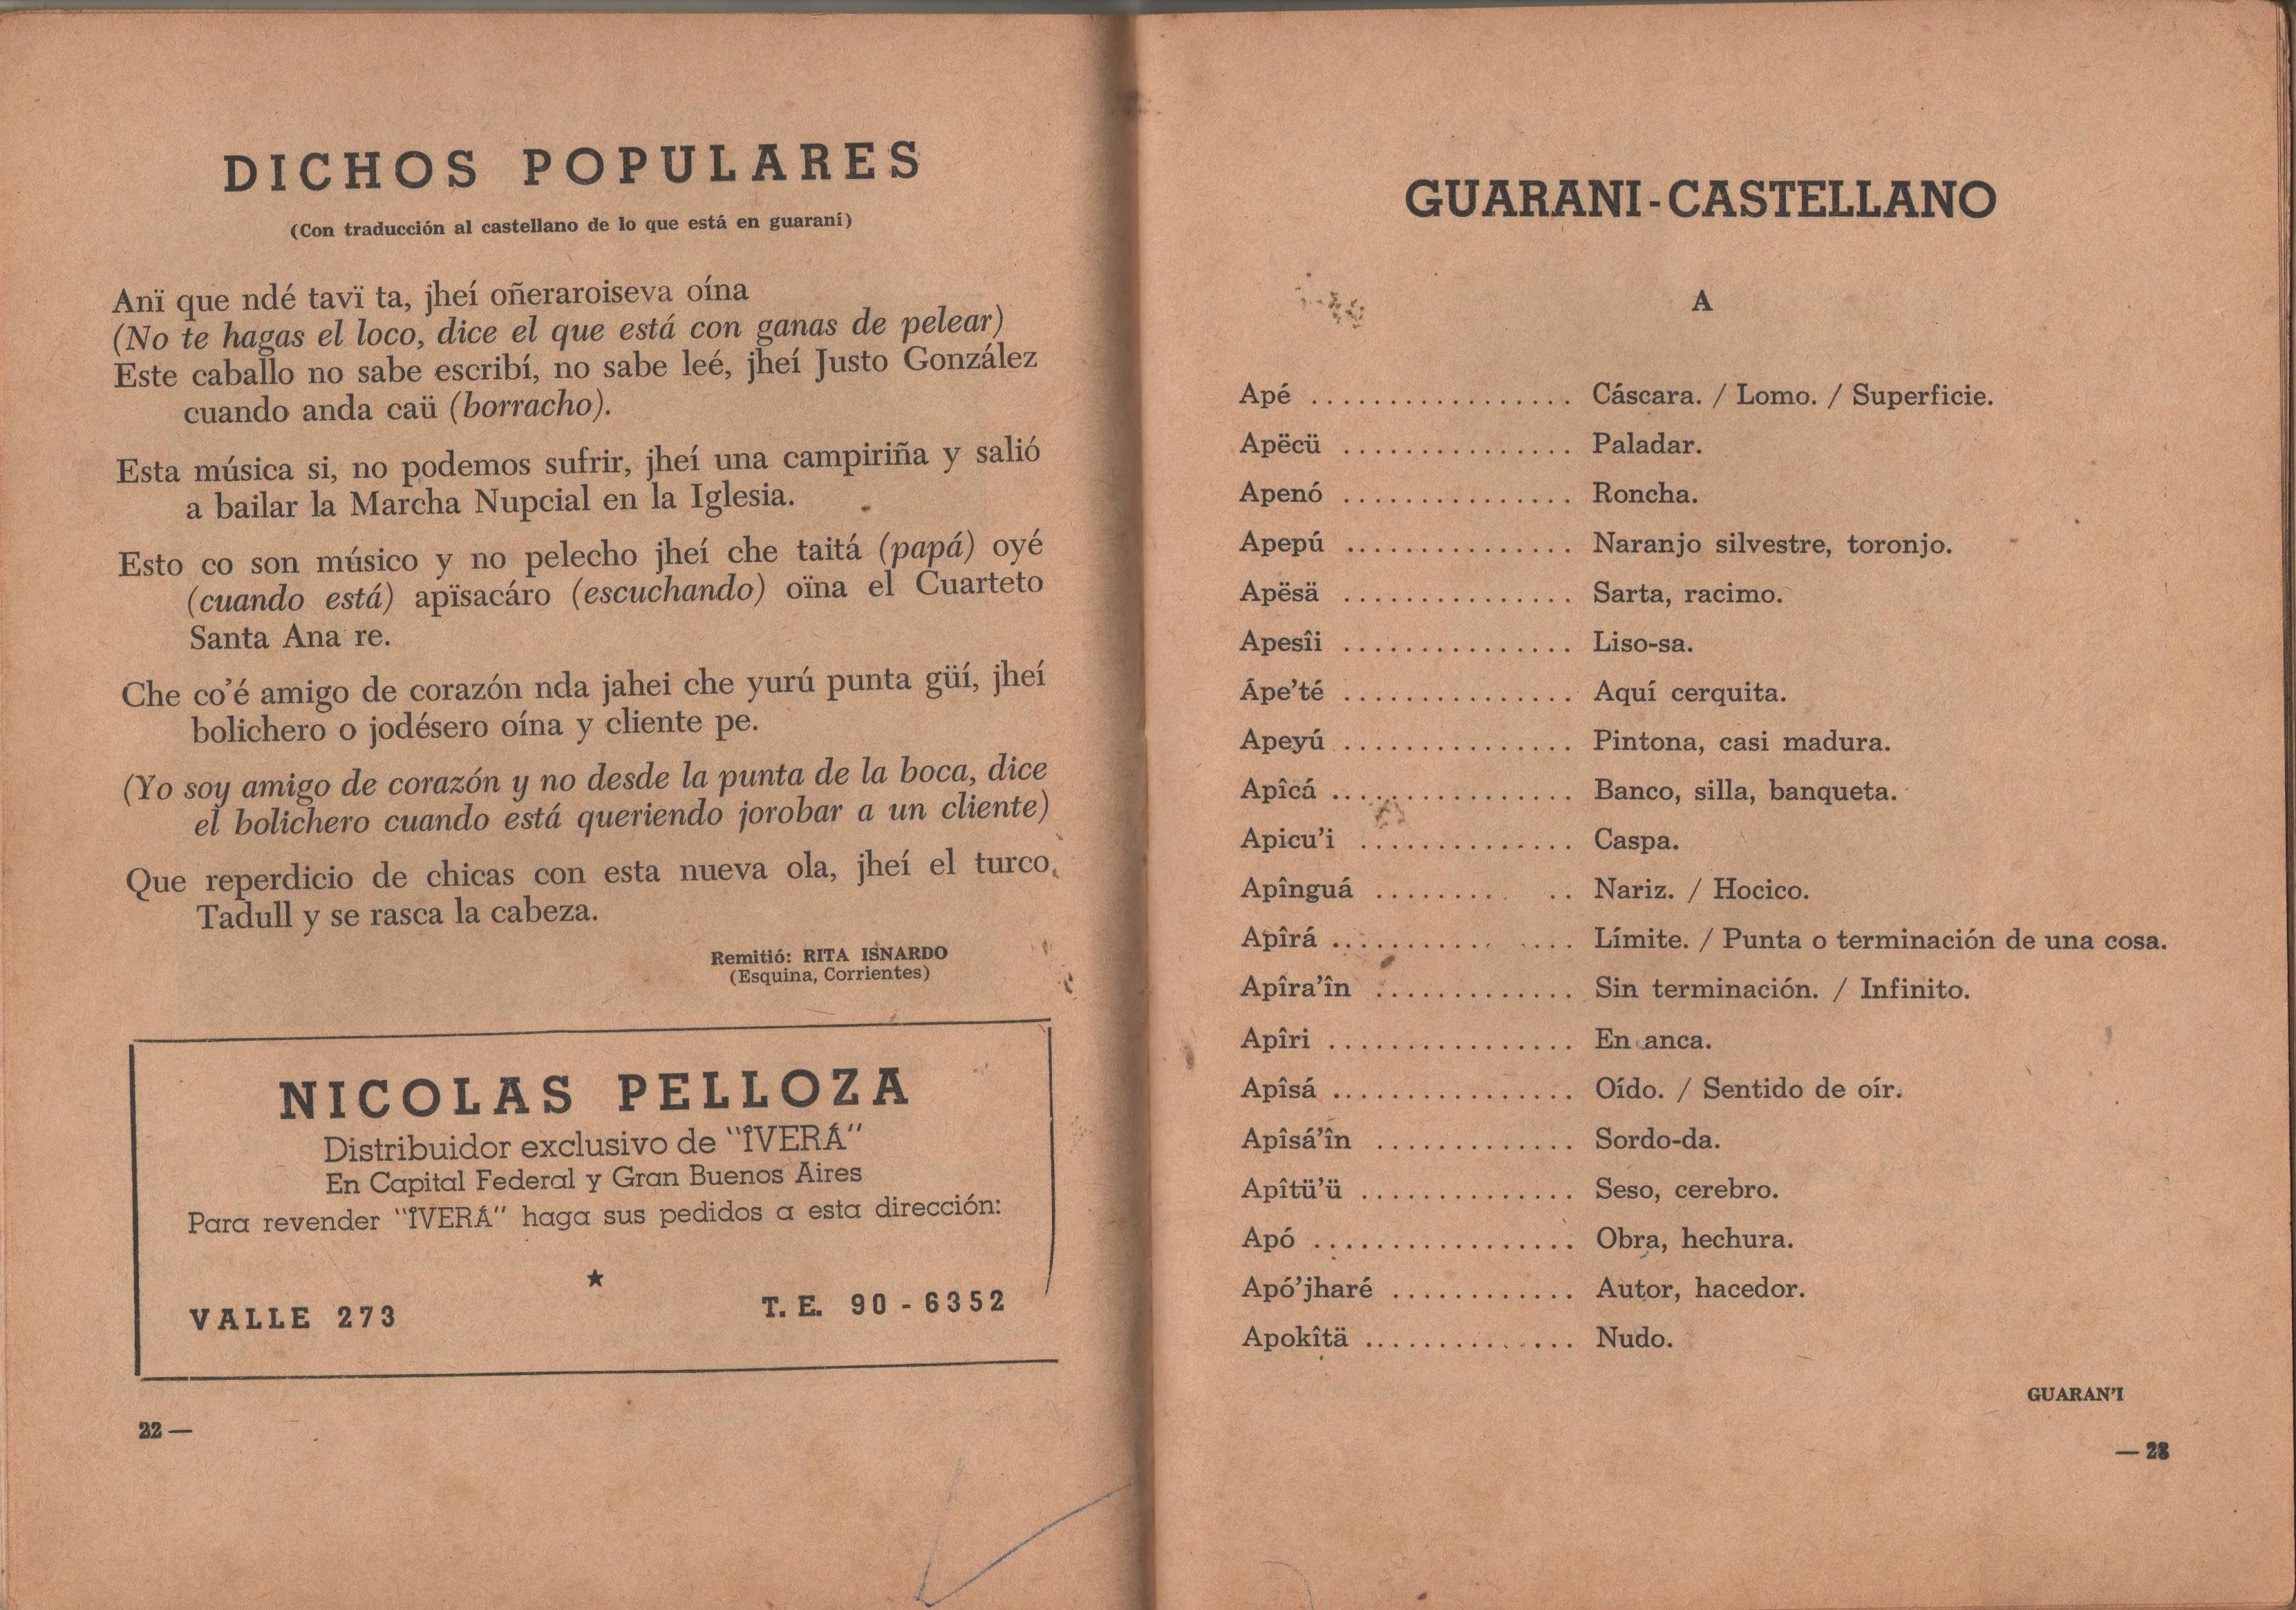 DICHOS POPULARES
(Con traducción al castellano de lo que está en guaraní)
Anï que ndé tavï ta, jheí oñeraroiseva oína
(No te hagas el loco, dice el que está con ganas de pelear)
Este caballo no sabe escribí, no sabe leé, jheí Justo González
cuando anda caü (borracho).
Esta música si, no podemos sufrir, jheí una campiriña y salió
a bailar la Marcha Nupcial en la Iglesia.
Esto co son músico y no pelecho jheí che taitá (papá) oyé
(cuando está) apïsacáro (escuchando) oïna el Cuarteto
Santa Ana re.
Che co'é amigo de corazón nda jahei che yurú punta güí, jheí
bolichero o jodésero oína y cliente pe.
(Yo soy amigo de corazón y no desde la punta de la boca, dice
el bolichero cuando está queriendo jorobar a un cliente)
Que reperdicio de chicas con esta nueva ola, jheí el turco
Tadull y se rasca la cabeza.
Remitió: RITA ISNARDO
(Esquina, Corrientes)
NICOLAS PELLOZA
Distribuidor exclusivo de "ÎVERÁ"
En Capital Federal y Gran Buenos Aires
Para revender "ÎVERÁ" haga sus pedidos a esta dirección:
★
VALLE 273 T. E. 90 - 6352
22 —
GUARANI-CASTELLANO
A
Apé ................. Cáscara. / Lomo. / Superficie.
Apëcü ............... Paladar.
Apenó ............... Roncha.
Apepú ............... Naranjo silvestre, toronjo.
Apësä ............... Sarta, racimo.
Apesîi ............... Liso-sa.
Ápe'té ............... Aquí cerquita.
Apeyú ............... Pintona, casi madura.
Apîcá ................ Banco, silla, banqueta.
Apicu'i .............. Caspa.
Apînguá ......... .. Nariz. / Hocico.
Apîrá ................ Límite. / Punta o terminación de una cosa.
Apîra'în ............. Sin terminación. / Infinito.
Apîri ................ En anca.
Apîsá ................ Oído. / Sentido de oír.
Apîsá'în ............. Sordo-da.
Apîtü'ü .............. Seso, cerebro.
Apó ................. Obra, hechura.
Apó'jharé ............ Autor, hacedor.
Apokîtä .............. Nudo.
GUARAN'I
— 23